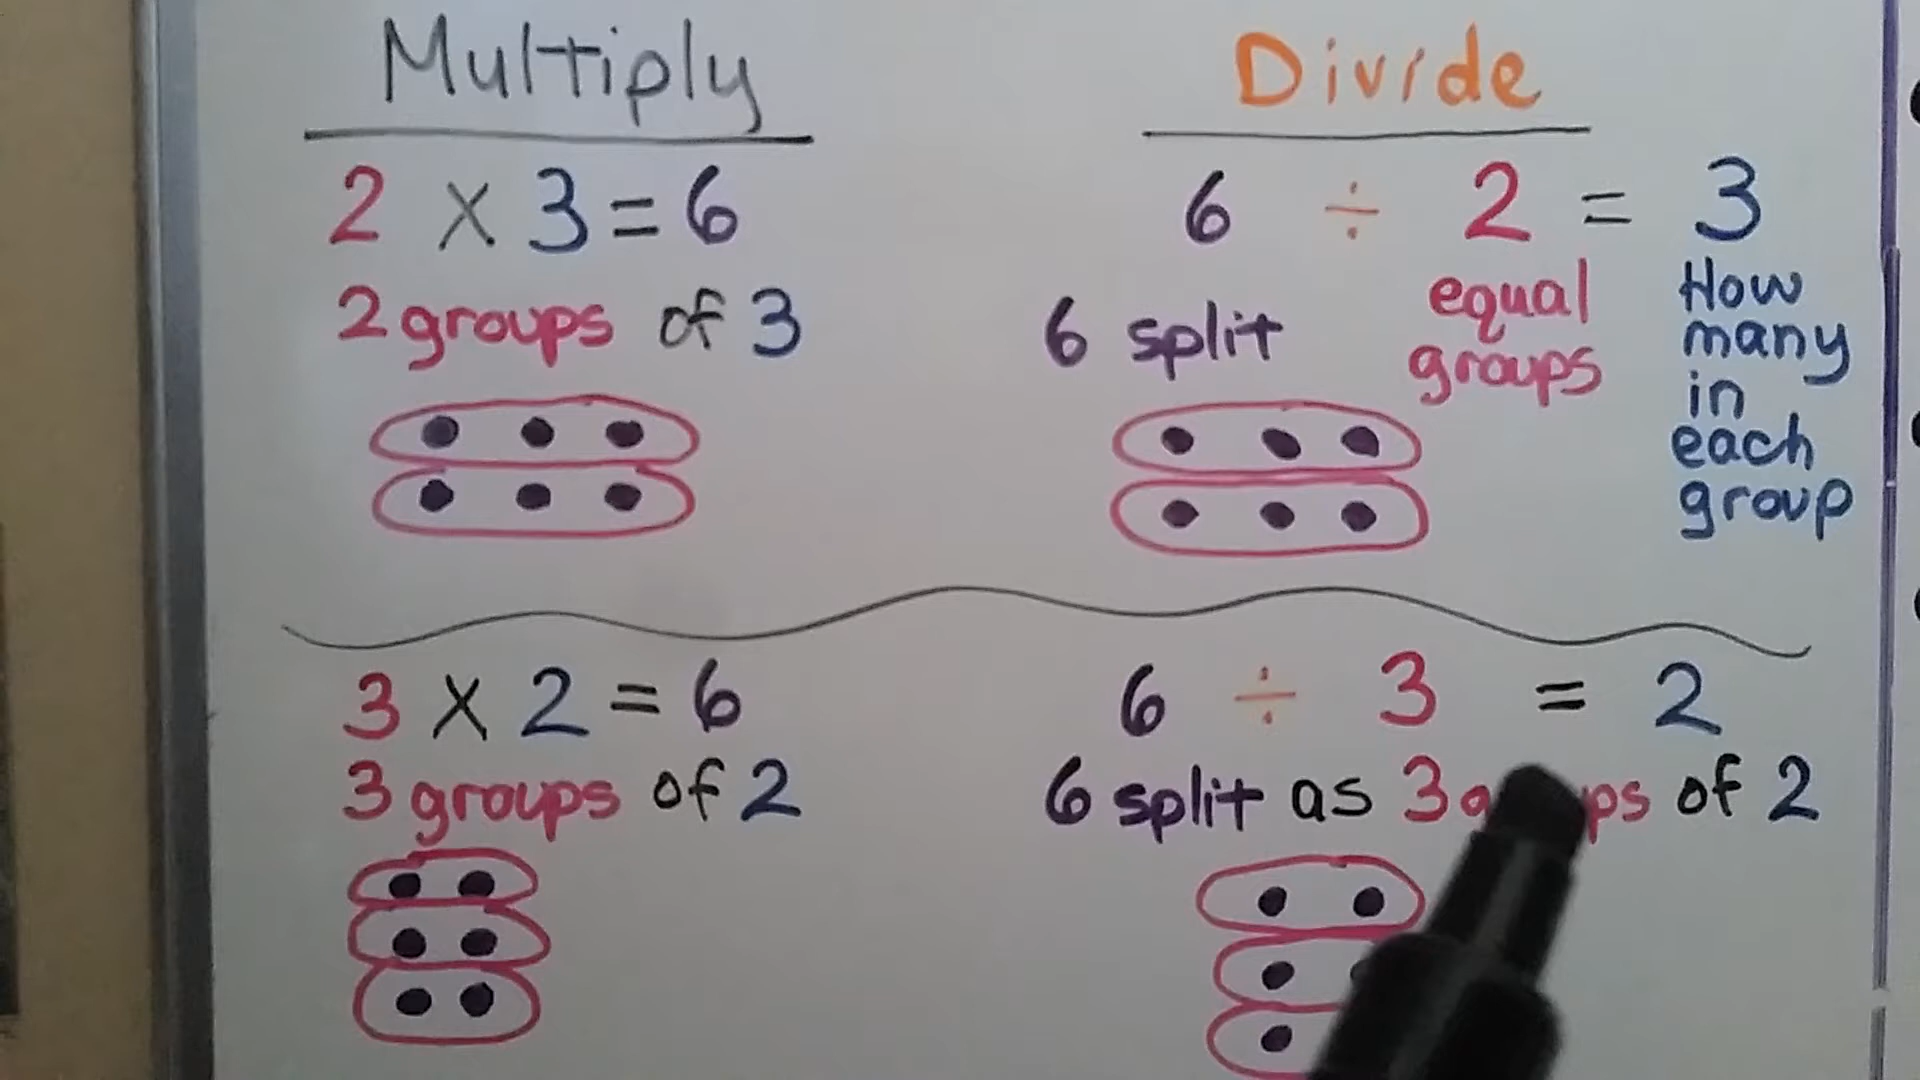 Multiply
2 × 3 = 6
2 groups of 3
Divide
6 ÷ 2 = 3
6 split
equal
groups
How
many
in
each
group
3 × 2 = 6
3 groups of 2
6 ÷ 3 = 2
6 split as 3 of 2